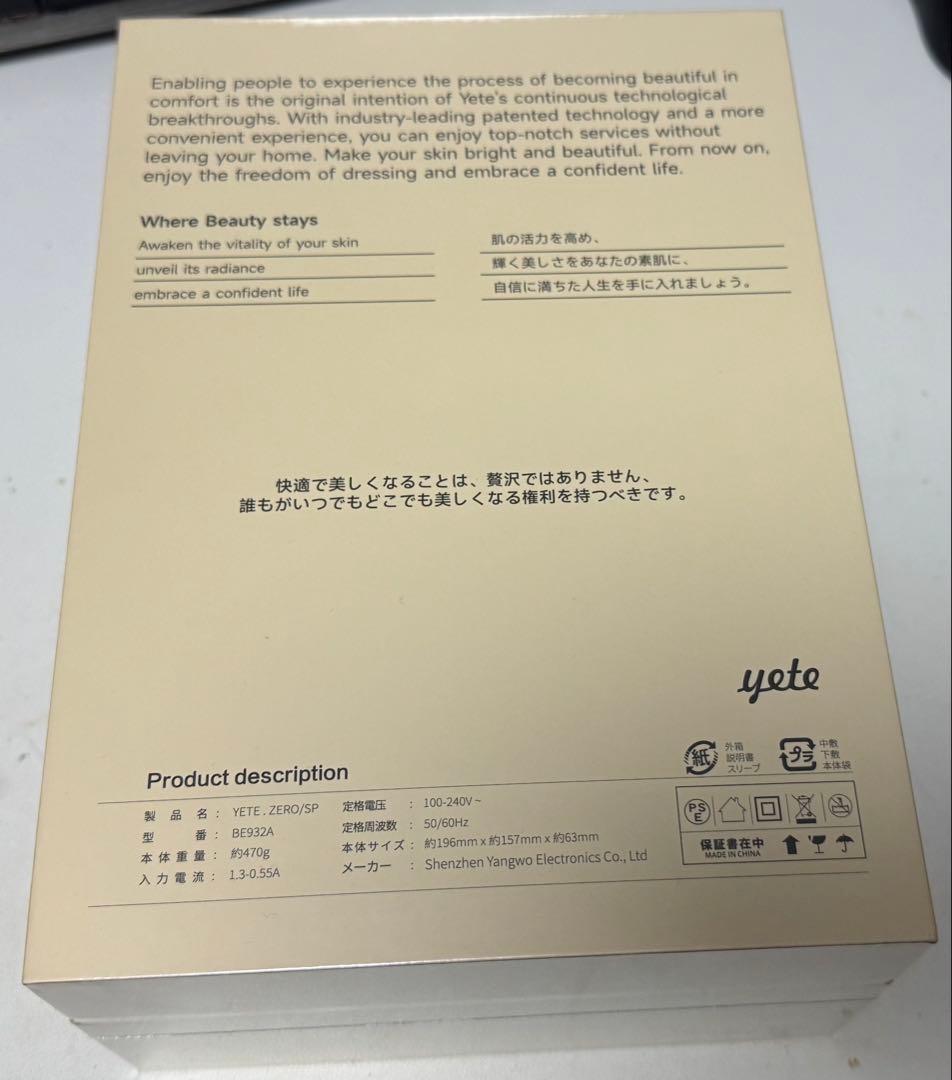 Enabling people to experience the process of becoming beautiful in
comfort is the original intention of Yete's continuous technological
breakthroughs. With industry-leading patented technology and a more
convenient experience, you can enjoy top-notch services without
leaving your home. Make your skin bright and beautiful. From now on,
enjoy the freedom of dressing and embrace a confident life.
Where Beauty stays
Awaken the vitality of your skin
unveil its radiance
embrace a confident life
肌の活力を高め、
輝く美しさをあなたの素肌に、
自信に満ちた人生を手に入れましょう。
快適で美しくなることは、贅沢ではありません、
誰もがいつでもどこでも美しくなる権利を持つべきです。
yete
紙
外箱
説明書
スリーブ
プラ
中敷
下敷
本体袋
Product description
製品名: YETE . ZERO/SP
型番: BE932A
本体重量: 約470g
入力電流: 1.3-0.55A
定格電圧: 100-240V~
定格周波数: 50/60Hz
本体サイズ: 約196mm x 約157mm x 約63mm
メーカー: Shenzhen Yangwo Electronics Co., Ltd
PS
E
保証書在中
MADE IN CHINA